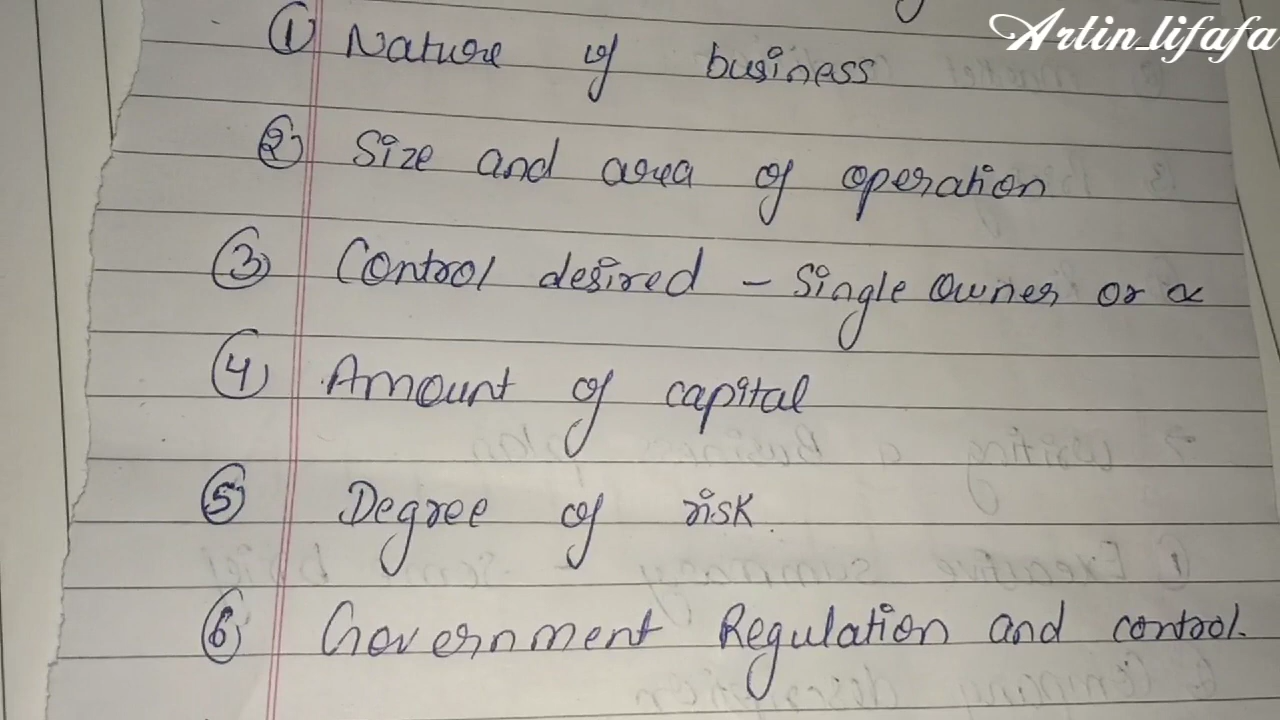 Artin_lifafa
① Nature of business
② Size and area of operation
③ Control desired - Single owner or
④ Amount of capital
⑤ Degree of risk.
⑥ Government Regulation and control.